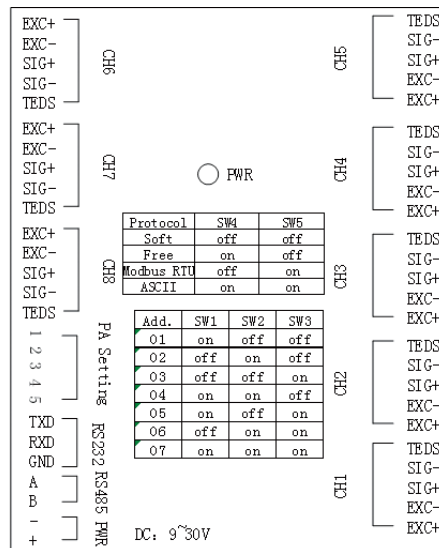 EXC+
EXC-
SIG+
SIG-
TEDS
CH6
EXC+
EXC-
SIG+
SIG-
TEDS
CH7
EXC+
EXC-
SIG+
SIG-
TEDS
CH8
1
2
3
4
5
PA Setting
TXD
RXD
GND
RS232
A
B
RS485
-
+
PWR
PWR
Protocol SW4 SW5
Soft off off
Free on off
Modbus RTU off on
ASCII on on
Add. SW1 SW2 SW3
01 on off off
02 off on off
03 off off on
04 on on off
05 on off on
06 off on on
07 on on on
DC: 9~30V
CH5
TEDS
SIG-
SIG+
EXC-
EXC+
CH4
TEDS
SIG-
SIG+
EXC-
EXC+
CH3
TEDS
SIG-
SIG+
EXC-
EXC+
CH2
TEDS
SIG-
SIG+
EXC-
EXC+
CH1
TEDS
SIG-
SIG+
EXC-
EXC+